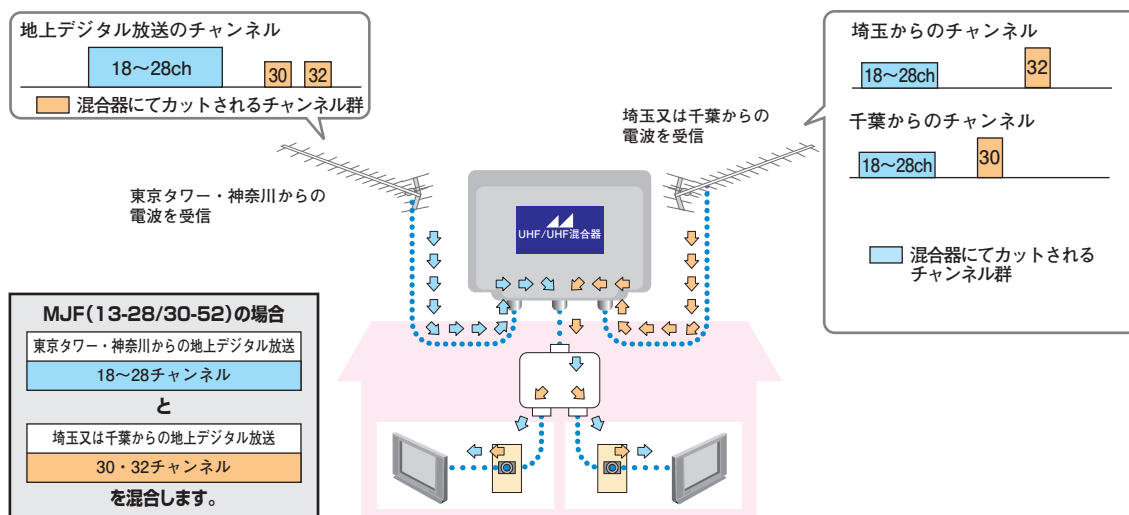 地上デジタル放送のチャンネル
18〜28ch
30
32
混合器にてカットされるチャンネル群
東京タワー・神奈川からの
電波を受信
UHF/UHF混合器
埼玉又は千葉からの
電波を受信
埼玉からのチャンネル
18〜28ch
32
千葉からのチャンネル
18〜28ch
30
混合器にてカットされる
チャンネル群
MJF(13-28/30-52)の場合
東京タワー・神奈川からの地上デジタル放送
18〜28チャンネル
と
埼玉又は千葉からの地上デジタル放送
30・32チャンネル
を混合します。